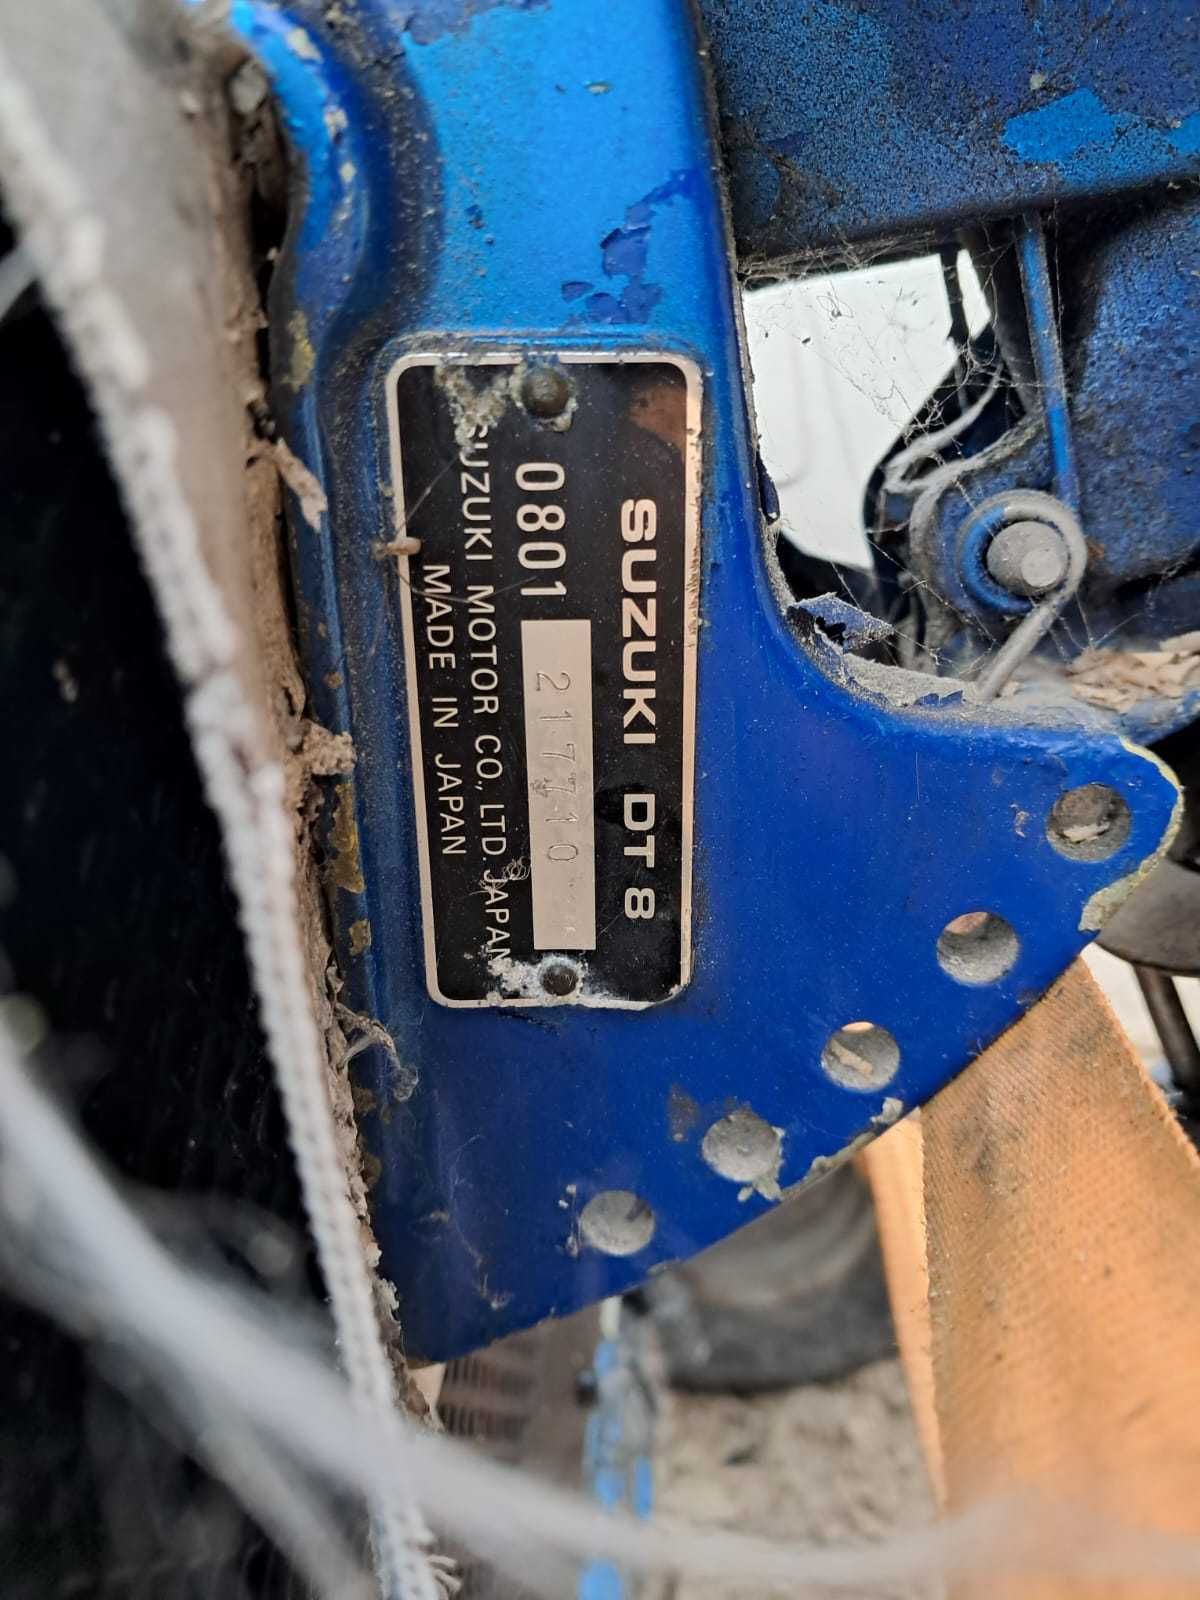 SUZUKI DT 8
0801 217710
SUZUKI MOTOR CO., LTD. JAPAN
MADE IN JAPAN